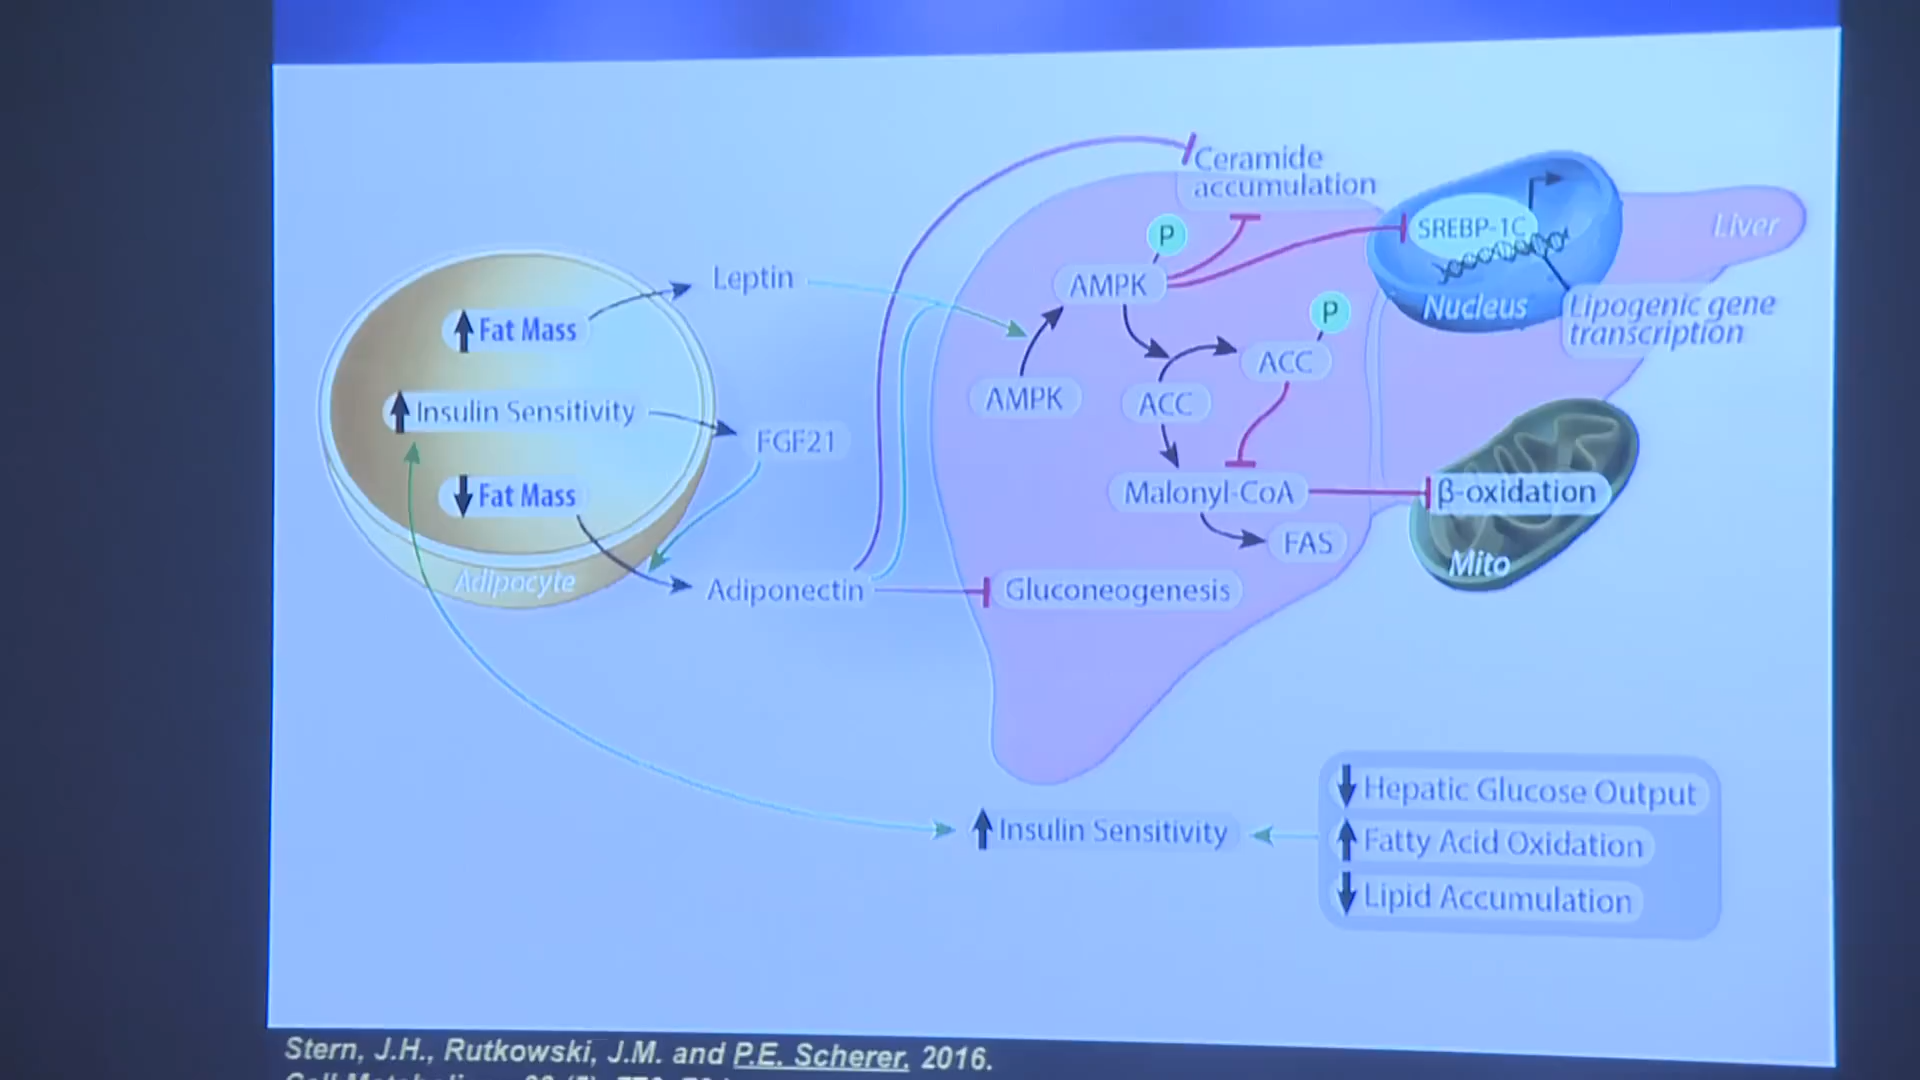 Ceramide
accumulation
P
SREBP-1C
Liver
Leptin
AMPK
Nucleus
Lipogenic gene
transcription
Fat Mass
P
ACC
AMPK
ACC
Insulin Sensitivity
FGF21
Fat Mass
Malonyl-CoA
β-oxidation
FAS
Mito
Adipocyte
Adiponectin
Gluconeogenesis
Insulin Sensitivity
Hepatic Glucose Output
Fatty Acid Oxidation
Lipid Accumulation
Stern, J.H., Rutkowski, J.M. and P.E. Scherer. 2016.